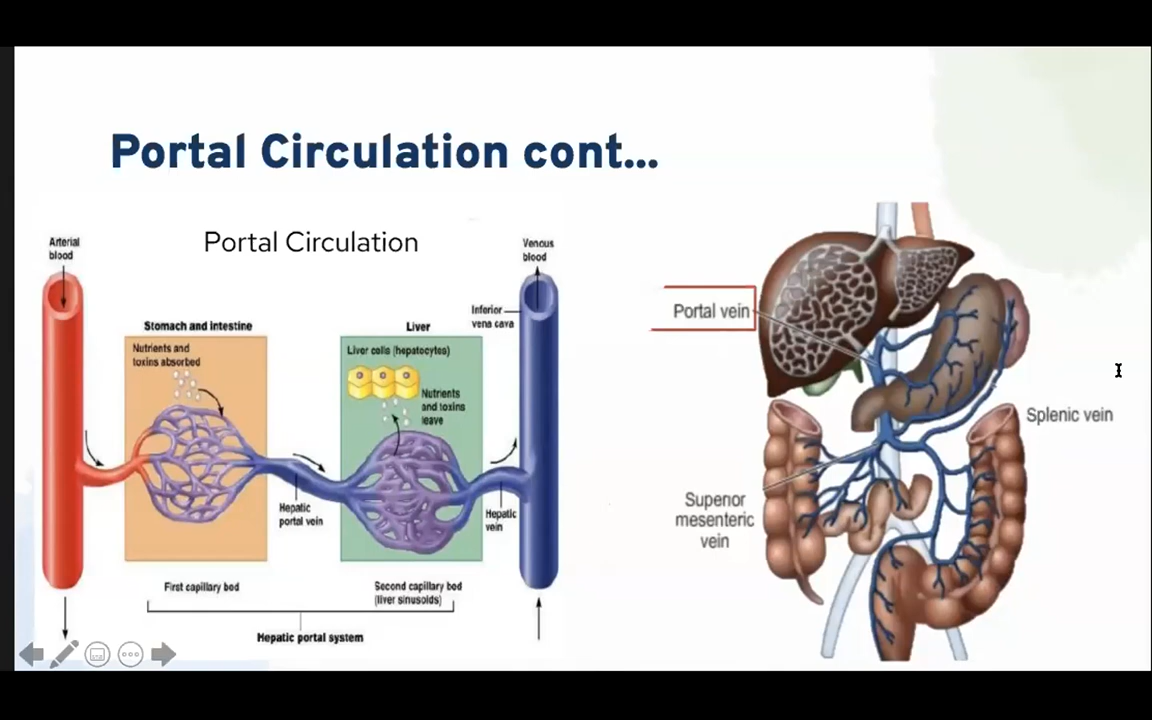 Portal Circulation cont...
Portal Circulation
Arterial
blood
Venous
blood
Stomach and intestine
Liver
Inferior
vena cava
Nutrients and
toxins absorbed
Liver cells (hepatocytes)
Nutrients
and toxins
leave
Hepatic
portal vein
Hepatic
vein
First capillary bed
Second capillary bed
(liver sinusoids)
Hepatic portal system
Portal vein
Splenic vein
Superior
mesenteric
vein